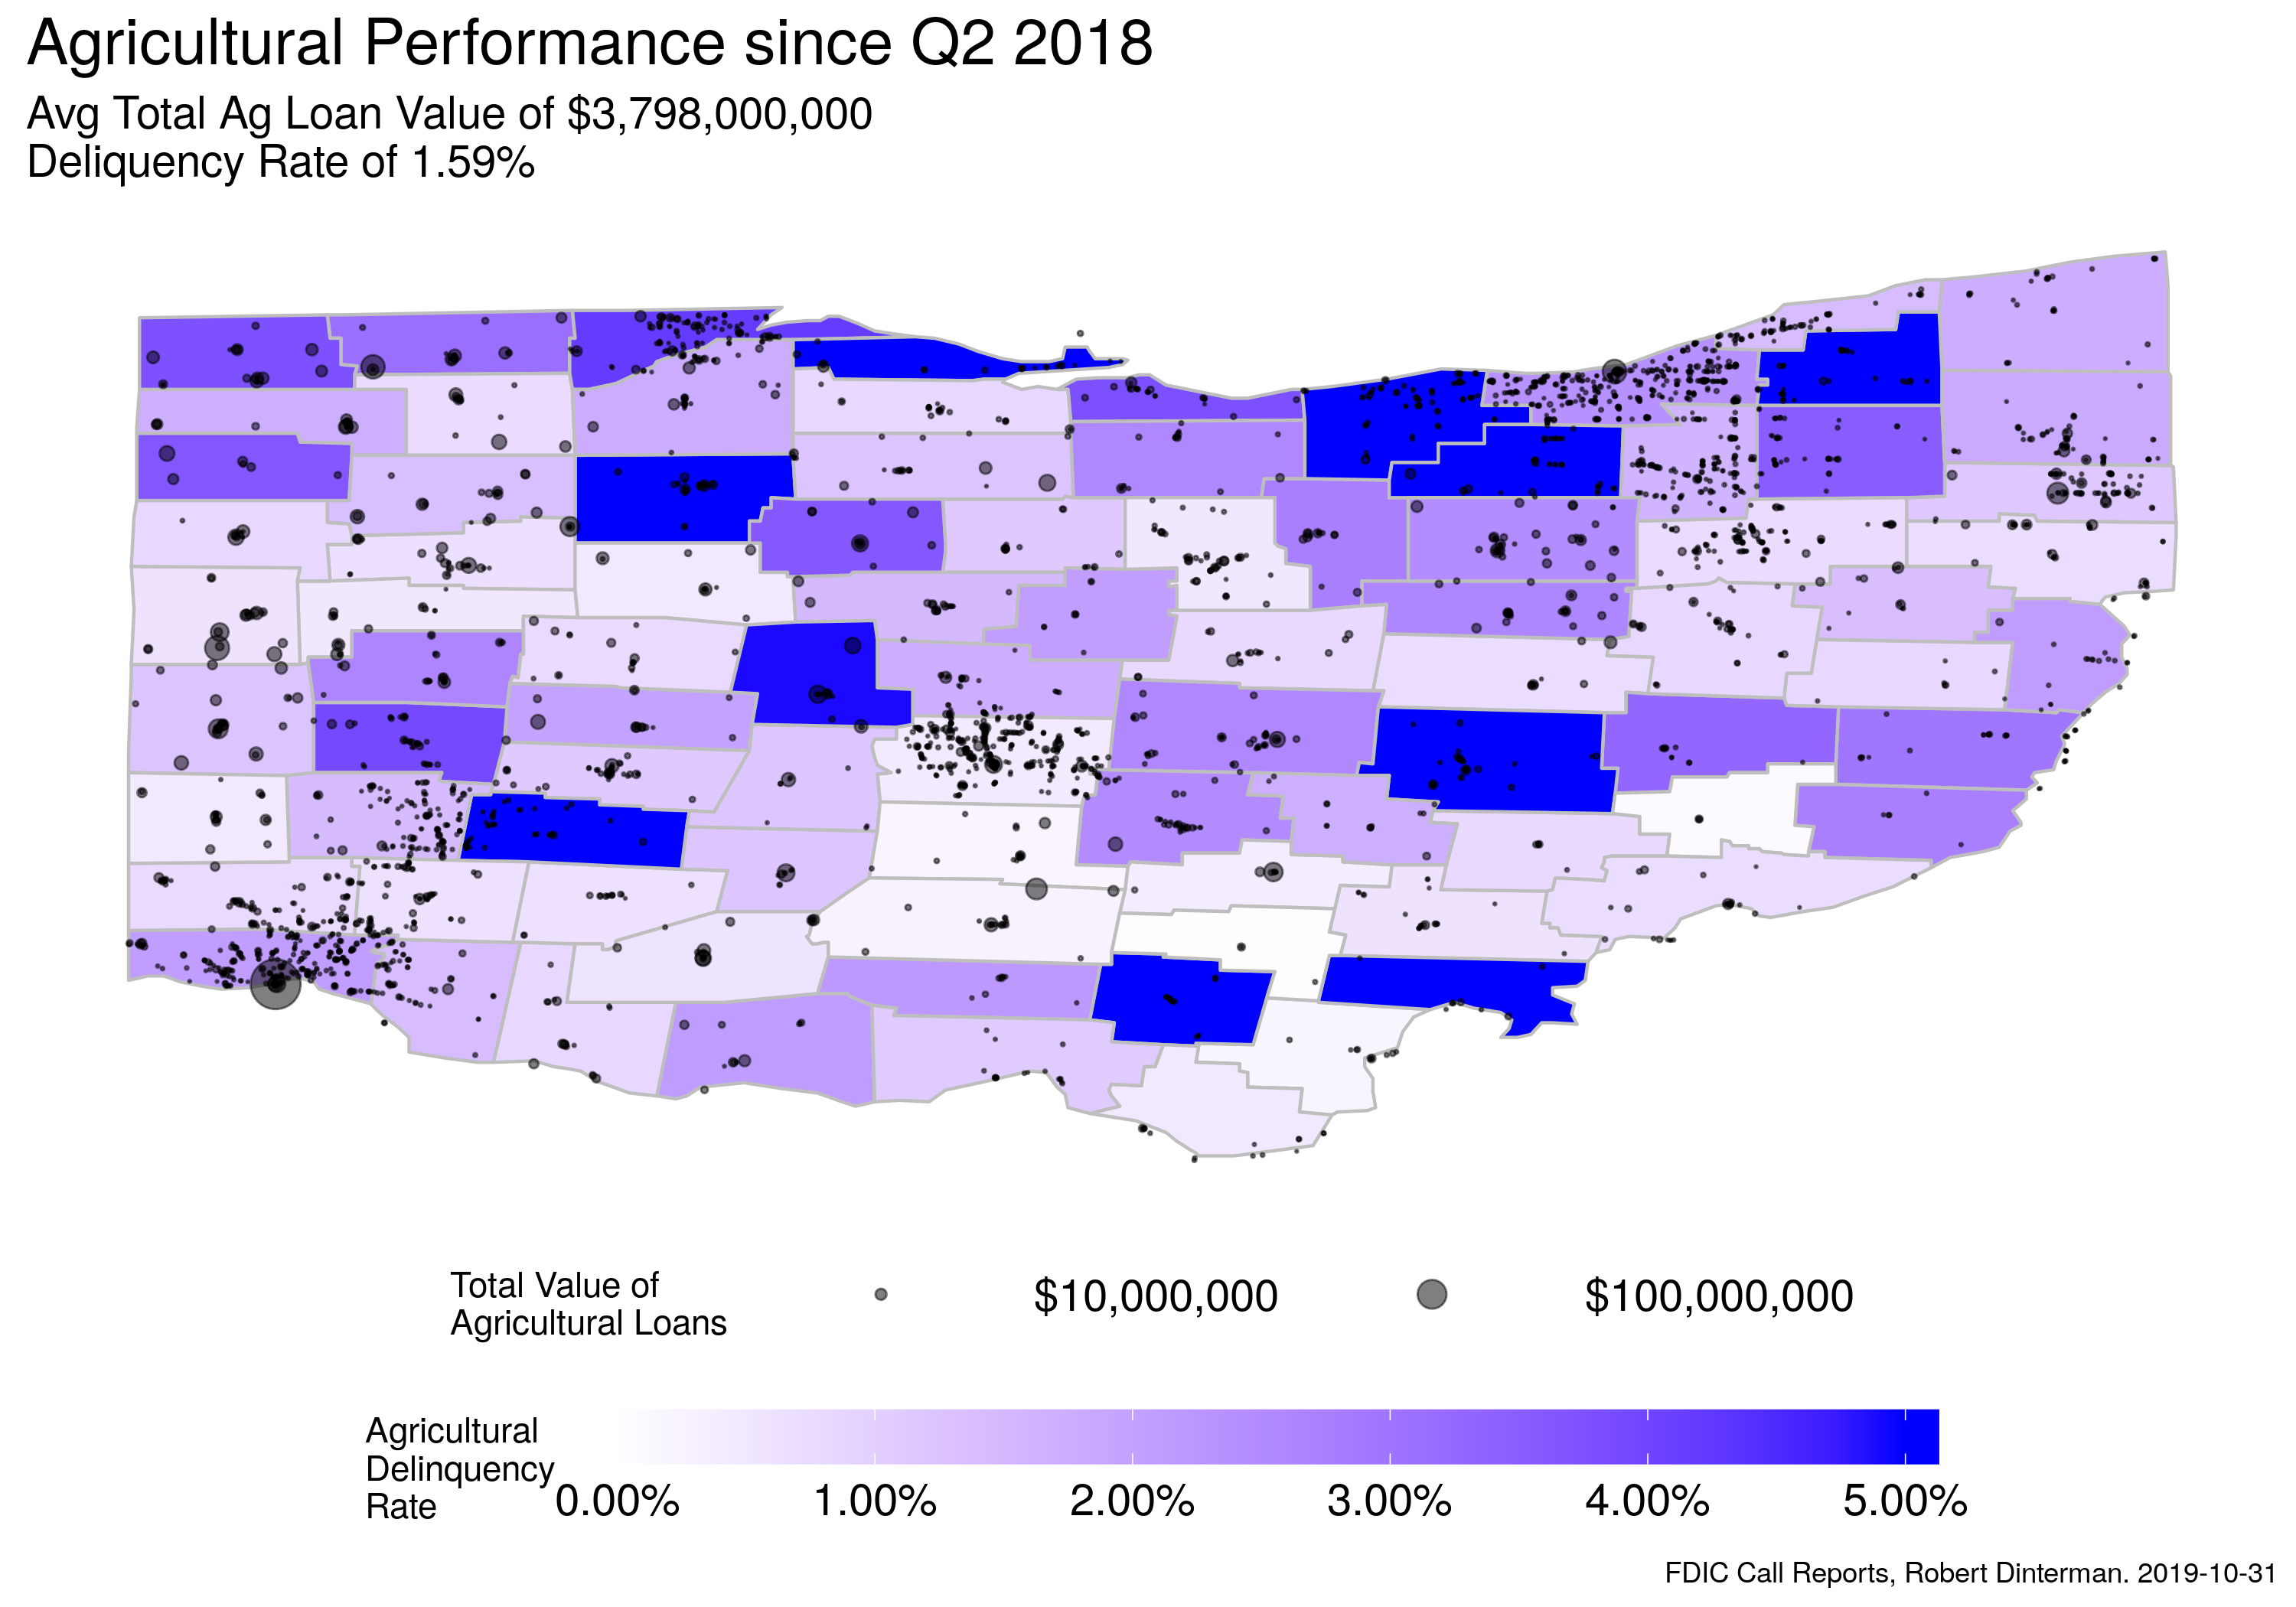 Agricultural Performance since Q2 2018
Avg Total Ag Loan Value of $3,798,000,000
Deliquency Rate of 1.59%
Total Value of
Agricultural Loans
$10,000,000
$100,000,000
Agricultural
Delinquency
Rate
0.00%
1.00%
2.00%
3.00%
4.00%
5.00%
FDIC Call Reports, Robert Dinterman. 2019-10-31